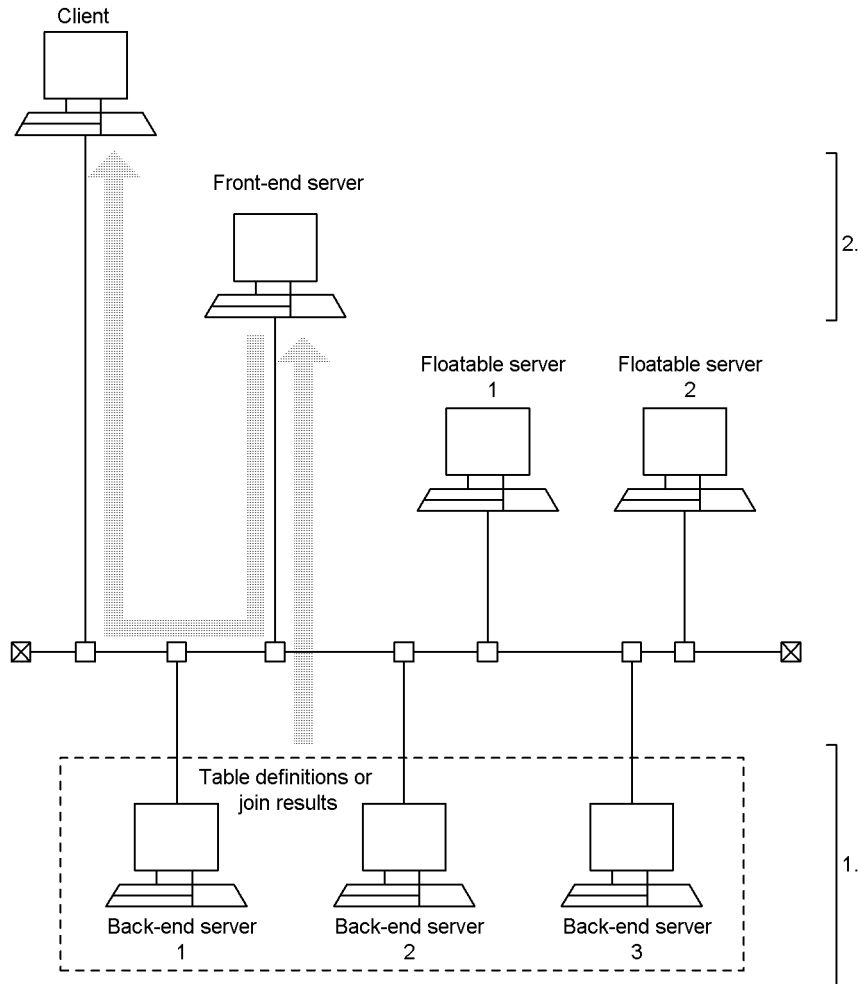 Client
Front-end server
2.
Floatable server
1
Floatable server
2
Table definitions or
join results
1.
Back-end server
1
Back-end server
2
Back-end server
3